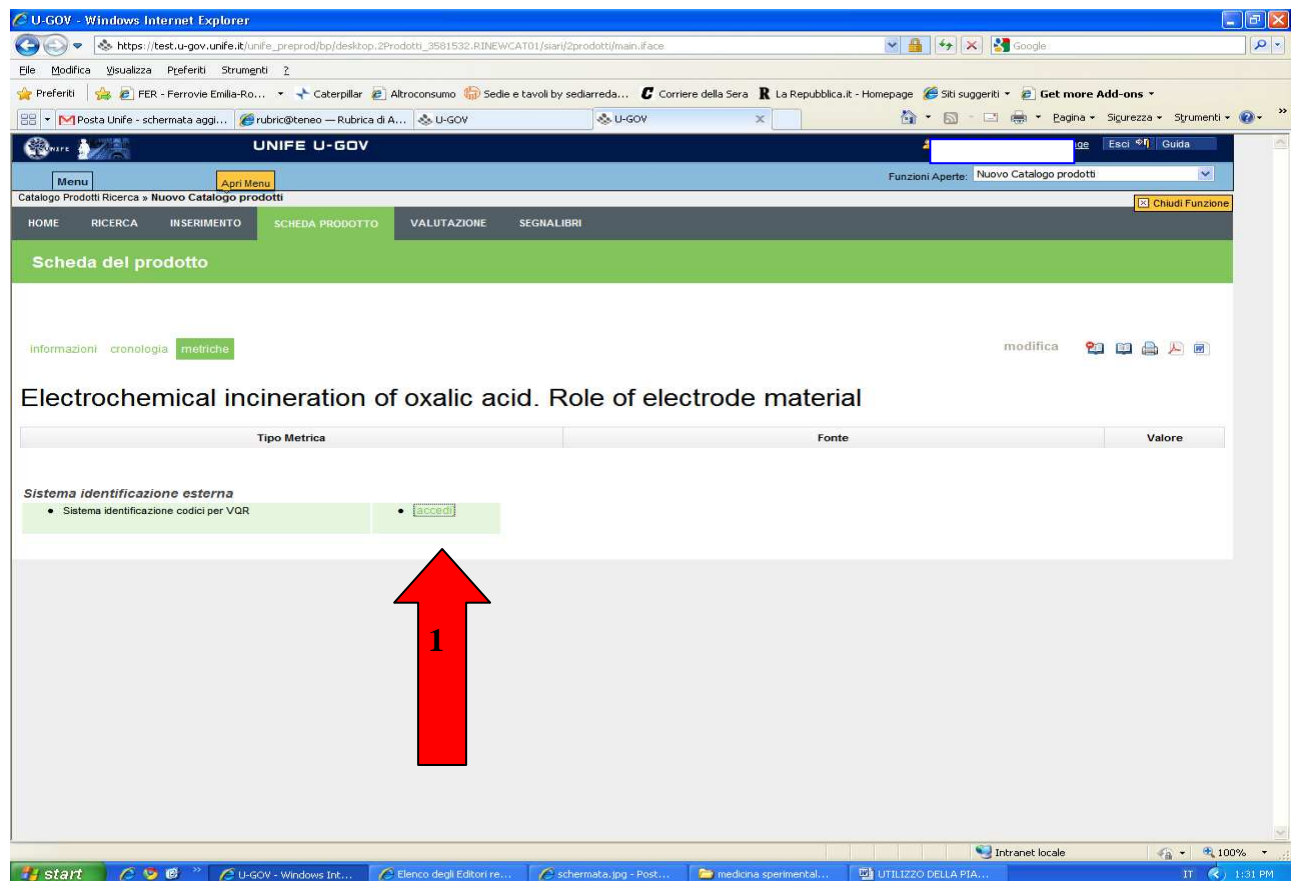 U-GOV - Windows Internet Explorer
https://test.u-gov.unife.it/unife_preprod/bp/desktop.2Prodotti_3581532.RINEWCAT01/siari/2prodotti/main.iface
Google
File Modifica Visualizza Preferiti Strumenti ?
Preferiti FER - Ferrovie Emilia-Ro... Caterpillar Altroconsumo Sedie e tavoli by sediarreda... Corriere della Sera La Repubblica.it - Homepage Siti suggeriti Get more Add-ons
Posta Unife - schermata aggi... rubric@teneo — Rubrica di A... U-GOV U-GOV Pagina Sicurezza Strumenti
UNIFE UNIFE U-GOV Esci Guida
Menu Apri Menu Funzioni Aperte: Nuovo Catalogo prodotti
Catalogo Prodotti Ricerca » Nuovo Catalogo prodotti Chiudi Funzione
HOME RICERCA INSERIMENTO SCHEDA PRODOTTO VALUTAZIONE SEGNALIBRI
Scheda del prodotto
informazioni cronologia metriche modifica
Electrochemical incineration of oxalic acid. Role of electrode material
Tipo Metrica Fonte Valore
Sistema identificazione esterna
• Sistema identificazione codici per VQR • [accedi]
1
Intranet locale 100%
start U-GOV - Windows Int... Elenco degli Editori re... schermata.jpg - Post... medicina sperimental... UTILIZZO DELLA PIA... IT 1:31 PM